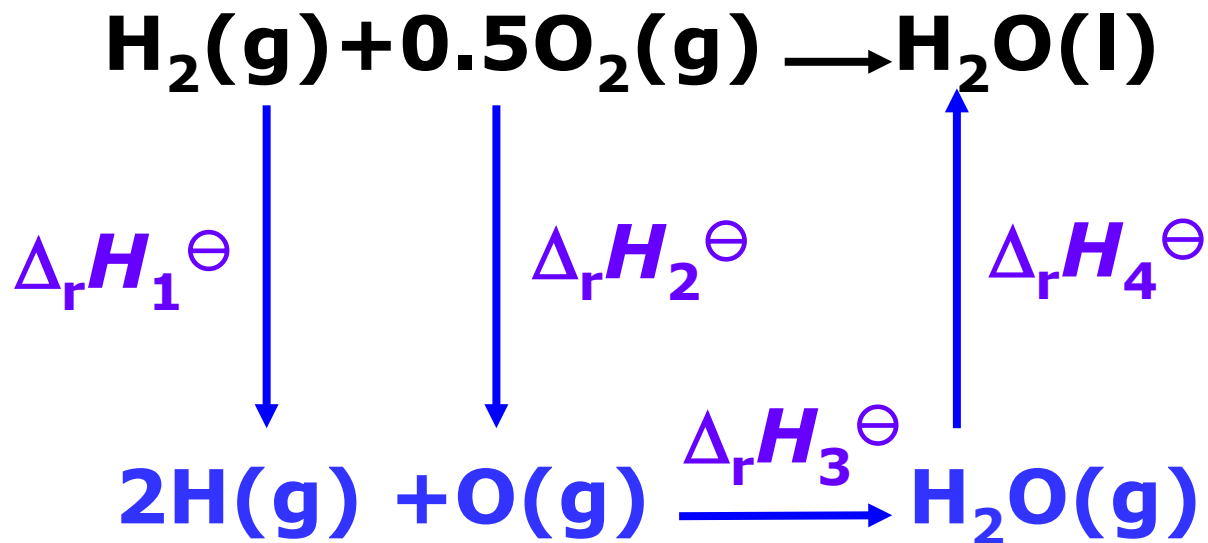 H₂(g)+0.5O₂(g) → H₂O(l)
ΔᵣH₁⊖ ΔᵣH₂⊖ ΔᵣH₄⊖
ΔᵣH₃⊖
2H(g) +O(g) → H₂O(g)